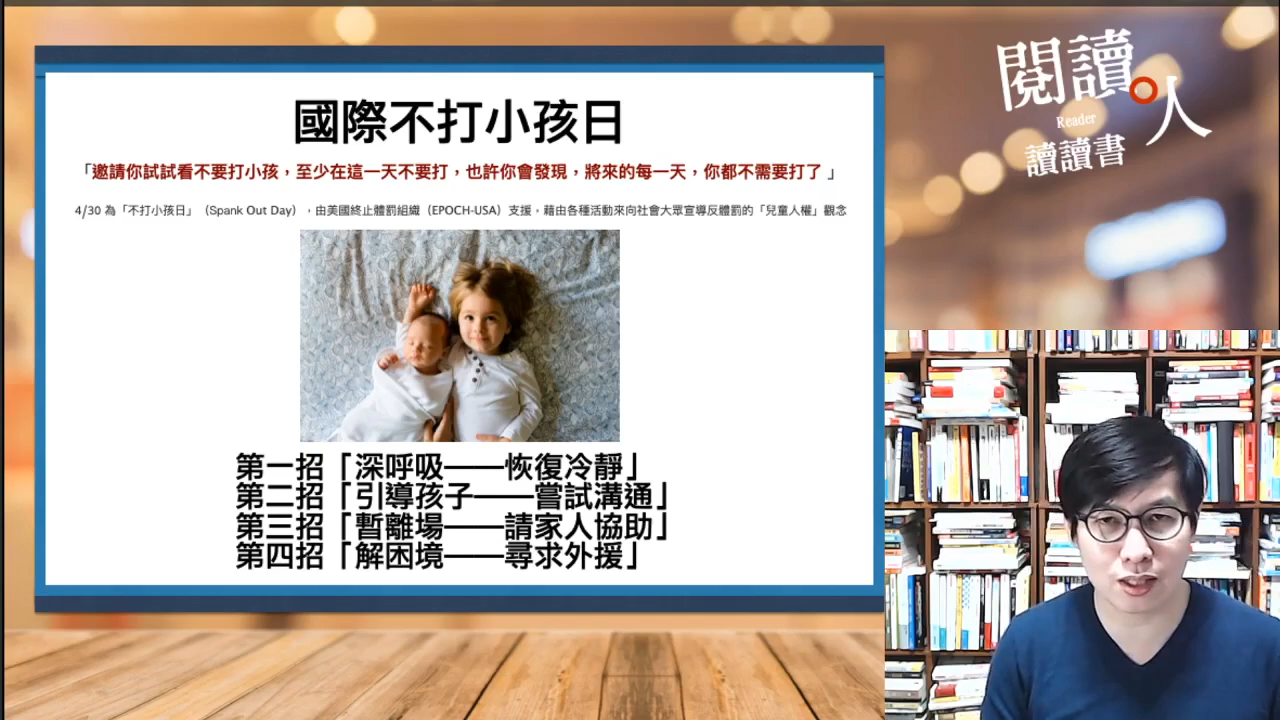 國際不打小孩日
「邀請你試試看不要打小孩，至少在這一天不要打，也許你會發現，將來的每一天，你都不需要打了 」
4/30 為「不打小孩日」（Spank Out Day），由美國終止體罰組織（EPOCH-USA）支援，藉由各種活動來向社會大眾宣導反體罰的「兒童人權」觀念
第一招「深呼吸——恢復冷靜」
第二招「引導孩子——嘗試溝通」
第三招「暫離場——請家人協助」
第四招「解困境——尋求外援」
閱讀。人
Reader
讀讀書